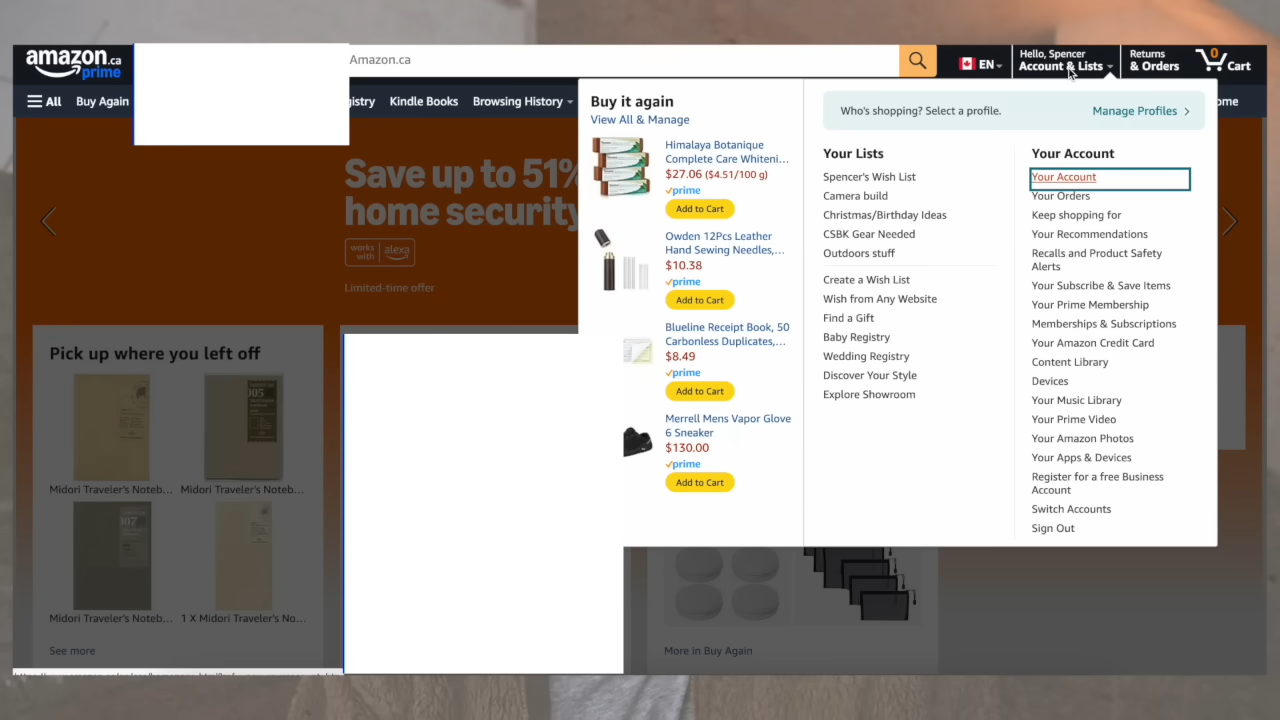 amazon.ca
prime
Amazon.ca
EN
Hello, Spencer
Account & Lists
Returns
& Orders
0
Cart
All
Buy Again
istry
Kindle Books
Browsing History
me
Save up to 51%
home security
works
with
alexa
Limited-time offer
Pick up where you left off
Midori Traveler's Noteb...
Midori Traveler's Noteb...
Midori Traveler's Noteb...
1 X Midori Traveler's No...
See more
Buy it again
View All & Manage
Himalaya Botanique
Complete Care Whiteni...
$27.06 ($4.51/100 g)
prime
Add to Cart
Owden 12Pcs Leather
Hand Sewing Needles,...
$10.38
prime
Add to Cart
Blueline Receipt Book, 50
Carbonless Duplicates,...
$8.49
prime
Add to Cart
Merrell Mens Vapor Glove
6 Sneaker
$130.00
prime
Add to Cart
Who's shopping? Select a profile.
Manage Profiles
Your Lists
Spencer's Wish List
Camera build
Christmas/Birthday Ideas
CSBK Gear Needed
Outdoors stuff
Create a Wish List
Wish from Any Website
Find a Gift
Baby Registry
Wedding Registry
Discover Your Style
Explore Showroom
Your Account
Your Account
Your Orders
Keep shopping for
Your Recommendations
Recalls and Product Safety
Alerts
Your Subscribe & Save Items
Your Prime Membership
Memberships & Subscriptions
Your Amazon Credit Card
Content Library
Devices
Your Music Library
Your Prime Video
Your Amazon Photos
Your Apps & Devices
Register for a free Business
Account
Switch Accounts
Sign Out
More in Buy Again